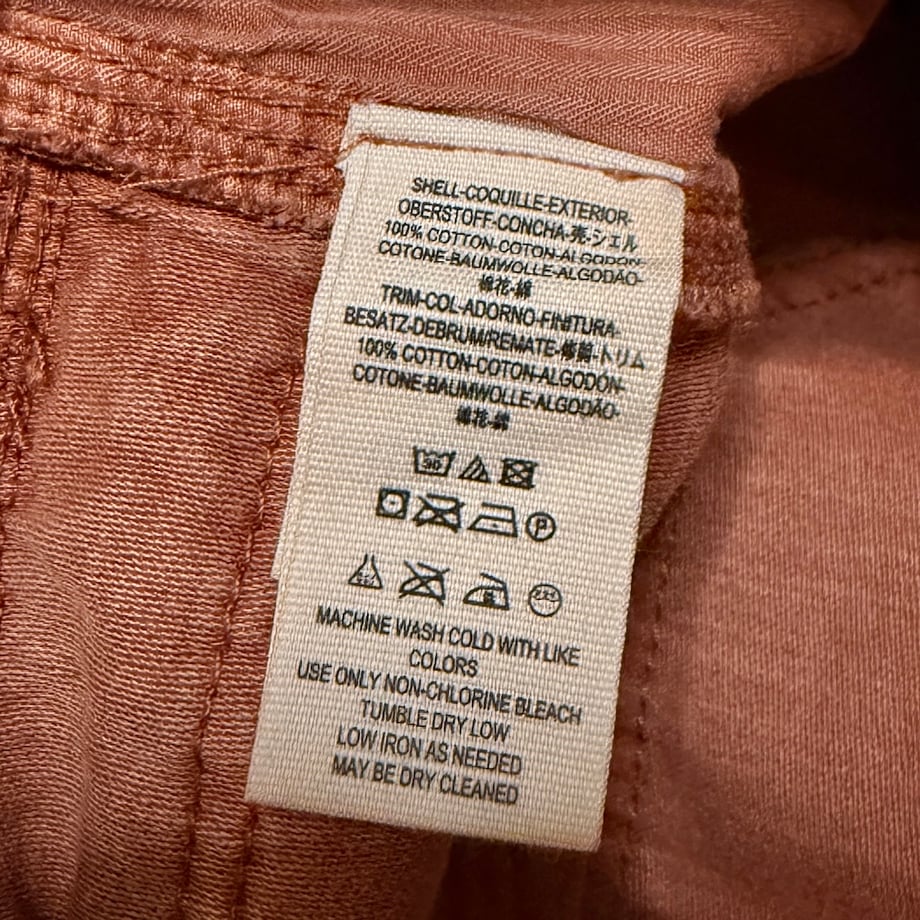 SHELL-COQUILLE-EXTERIOR-
OBERSTOFF-CONCHA-壳-シェル
100% COTTON-COTON-ALGODÓN-
COTONE-BAUMWOLLE-ALGODÃO-
棉花-綿
TRIM-COL-ADORNO-FINITURA-
BESATZ-DEBRUM/REMATE-修飾-トリム
100% COTTON-COTON-ALGODÓN-
COTONE-BAUMWOLLE-ALGODÃO-
棉花-綿
30
P
MACHINE WASH COLD WITH LIKE
COLORS
USE ONLY NON-CHLORINE BLEACH
TUMBLE DRY LOW
LOW IRON AS NEEDED
MAY BE DRY CLEANED